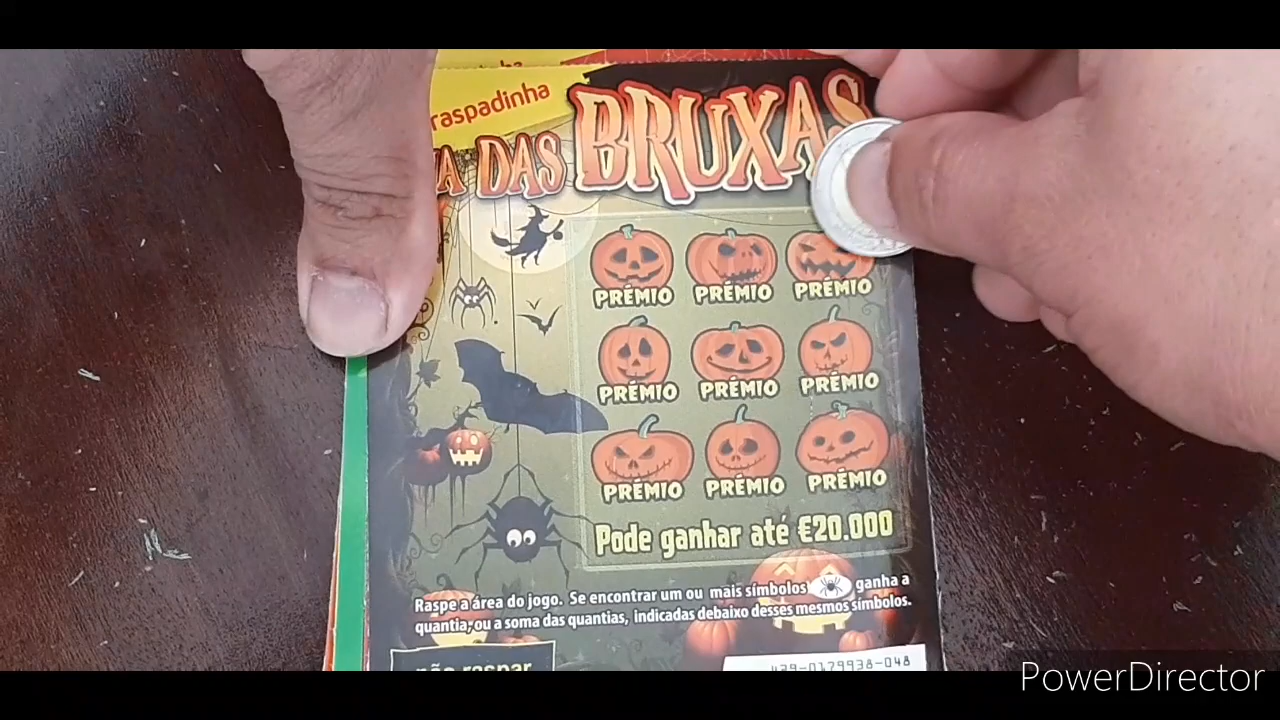 raspadinha
DAS BRUXAS
PRÉMIO PRÉMIO PRÉMIO
PRÉMIO PRÉMIO PRÉMIO
PRÉMIO PRÉMIO PRÉMIO
Pode ganhar até €20.000
Raspe a área do jogo. Se encontrar um ou mais símbolos ganha a
quantia, ou a soma das quantias, indicadas debaixo desses mesmos símbolos.
não raspar
439-0179938-048
PowerDirector